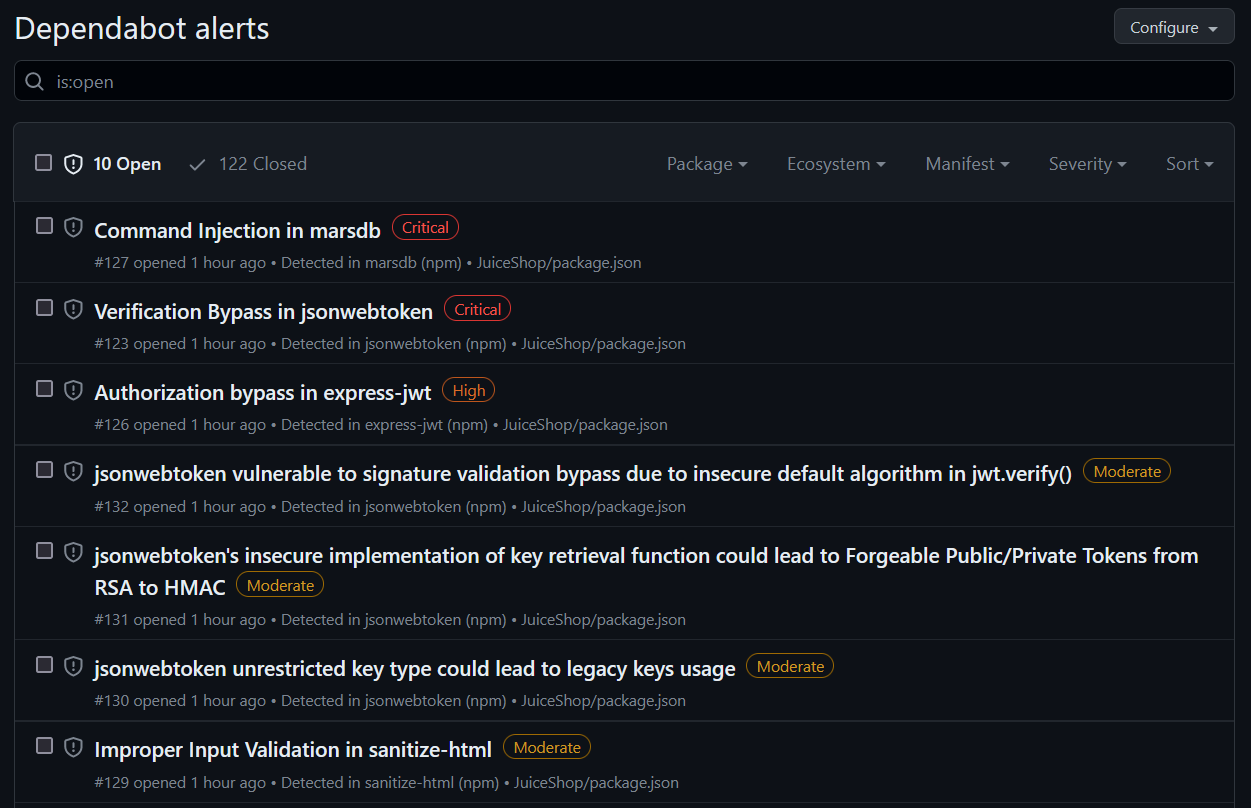 Dependabot alerts
Configure
is:open
10 Open 122 Closed Package Ecosystem Manifest Severity Sort
Command Injection in marsdb Critical
#127 opened 1 hour ago • Detected in marsdb (npm) • JuiceShop/package.json
Verification Bypass in jsonwebtoken Critical
#123 opened 1 hour ago • Detected in jsonwebtoken (npm) • JuiceShop/package.json
Authorization bypass in express-jwt High
#126 opened 1 hour ago • Detected in express-jwt (npm) • JuiceShop/package.json
jsonwebtoken vulnerable to signature validation bypass due to insecure default algorithm in jwt.verify() Moderate
#132 opened 1 hour ago • Detected in jsonwebtoken (npm) • JuiceShop/package.json
jsonwebtoken's insecure implementation of key retrieval function could lead to Forgeable Public/Private Tokens from
RSA to HMAC Moderate
#131 opened 1 hour ago • Detected in jsonwebtoken (npm) • JuiceShop/package.json
jsonwebtoken unrestricted key type could lead to legacy keys usage Moderate
#130 opened 1 hour ago • Detected in jsonwebtoken (npm) • JuiceShop/package.json
Improper Input Validation in sanitize-html Moderate
#129 opened 1 hour ago • Detected in sanitize-html (npm) • JuiceShop/package.json